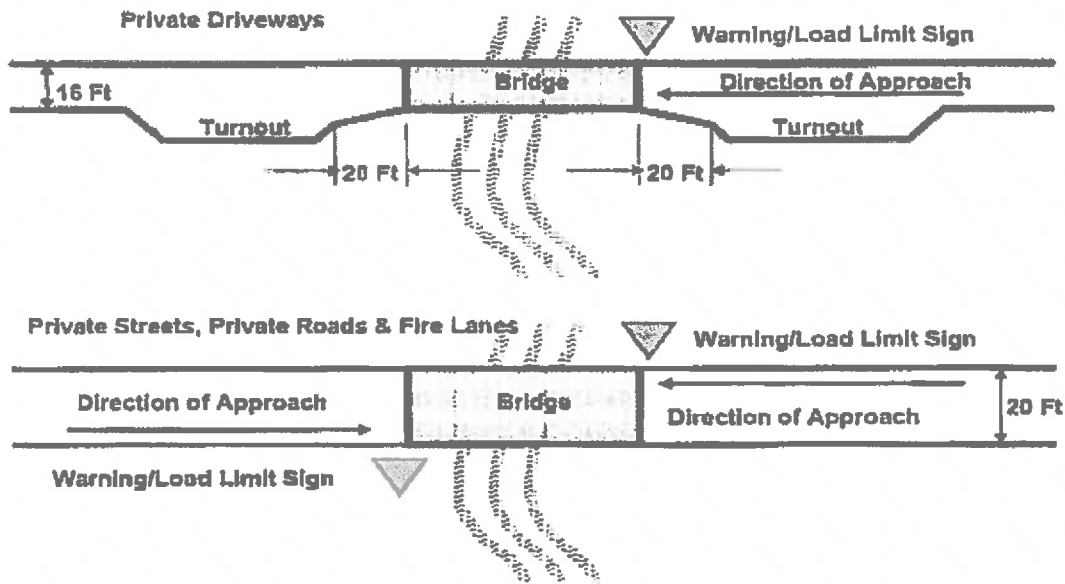 Private Driveways
Warning/Load Limit Sign
16 Ft
Bridge
Direction of Approach
Turnout
Turnout
20 Ft
20 Ft
Private Streets, Private Roads & Fire Lanes
Warning/Load Limit Sign
Direction of Approach
Bridge
Direction of Approach
20 Ft
Warning/Load Limit Sign